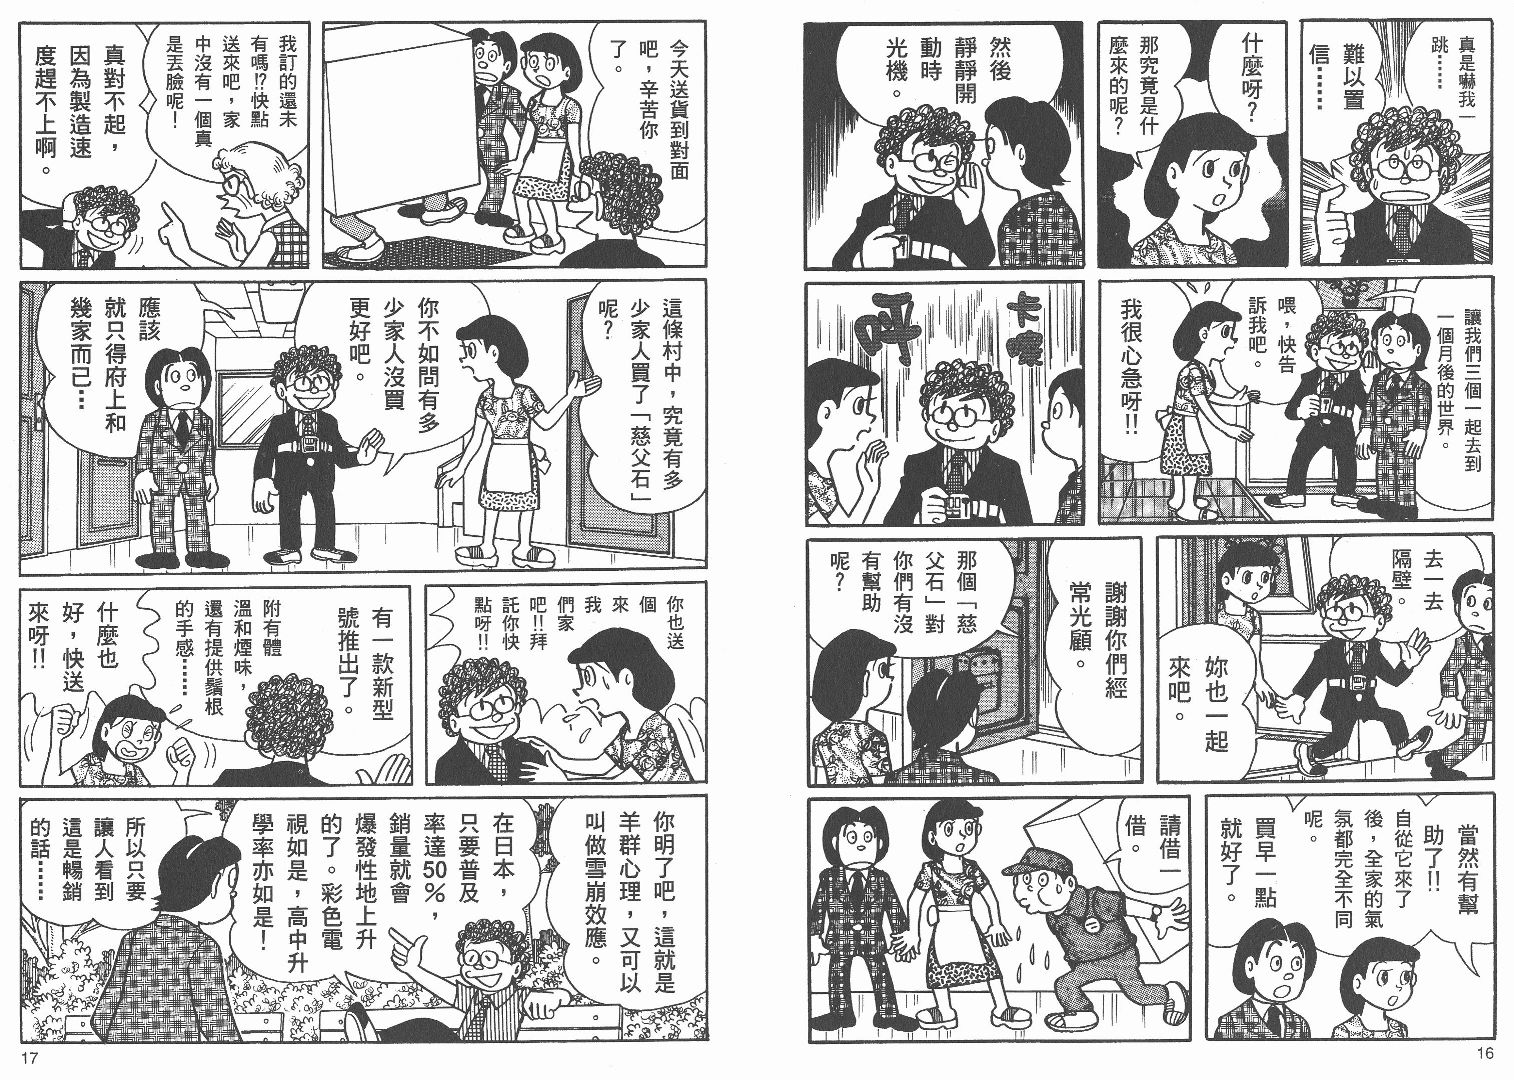 真是嚇我一
跳……
難以置
信……
什麼呀？
那究竟是什
麼來的呢？
然後
靜靜開
動時
光機。
讓我們三個一起去到
一個月後的世界。
喂，快告
訴我吧。
我很心急呀!!
卡嚓
呼
去一去
隔壁。
妳也一起
來吧。
謝謝你們經
常光顧。
那個「慈
父石」對
你們有沒
有幫助
呢？
當然有幫
助了!!
自從它來了
後，全家的氣
氛都完全不同
呢。
買早一點
就好了。
請借一
借。
16
今天送貨到對面
吧，辛苦你
了。
我訂的還未
有嗎!?快點
送來吧，家
中沒有一個真
是丟臉呢！
真對不起，
因為製造速
度趕不上啊。
這條村中，究竟有多
少家人買了「慈父石」
呢？
你不如問有多
少家人沒買
更好吧。
應該
就只得府上和
幾家而已…
你也送
個
來
我
們家
吧!!拜
託你快
點呀!!
有一款新型
號推出了。
附有體
溫和煙味，
還有提供鬍根
的手感……
什麼也
好，快送
來呀!!
你明了吧，這就是
羊群心理，又可以
叫做雪崩效應。
在日本，
只要普及
率達50%，
銷量就會
爆發性地上升
的了。彩色電
視如是，高中升
學率亦如是！
所以只要
讓人看到
這是暢銷
的話……
17